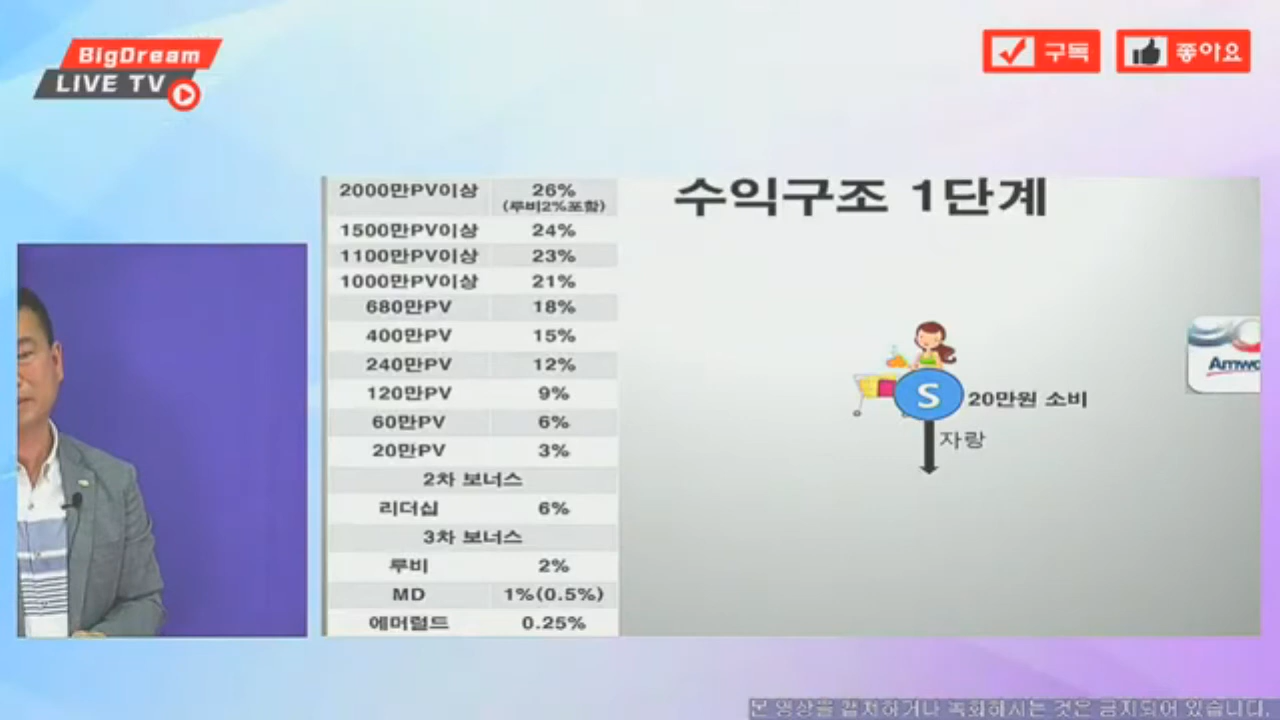 BigDream
LIVE TV
구독
좋아요
수익구조 1단계
2000만PV이상 26%
(루비2%포함)
1500만PV이상 24%
1100만PV이상 23%
1000만PV이상 21%
680만PV 18%
400만PV 15%
240만PV 12%
120만PV 9%
60만PV 6%
20만PV 3%
2차 보너스
리더십 6%
3차 보너스
루비 2%
MD 1%(0.5%)
에머럴드 0.25%
S
20만원 소비
자랑
Amw
본 영상을 캡쳐하거나 녹화하시는 것은 금지되어 있습니다.